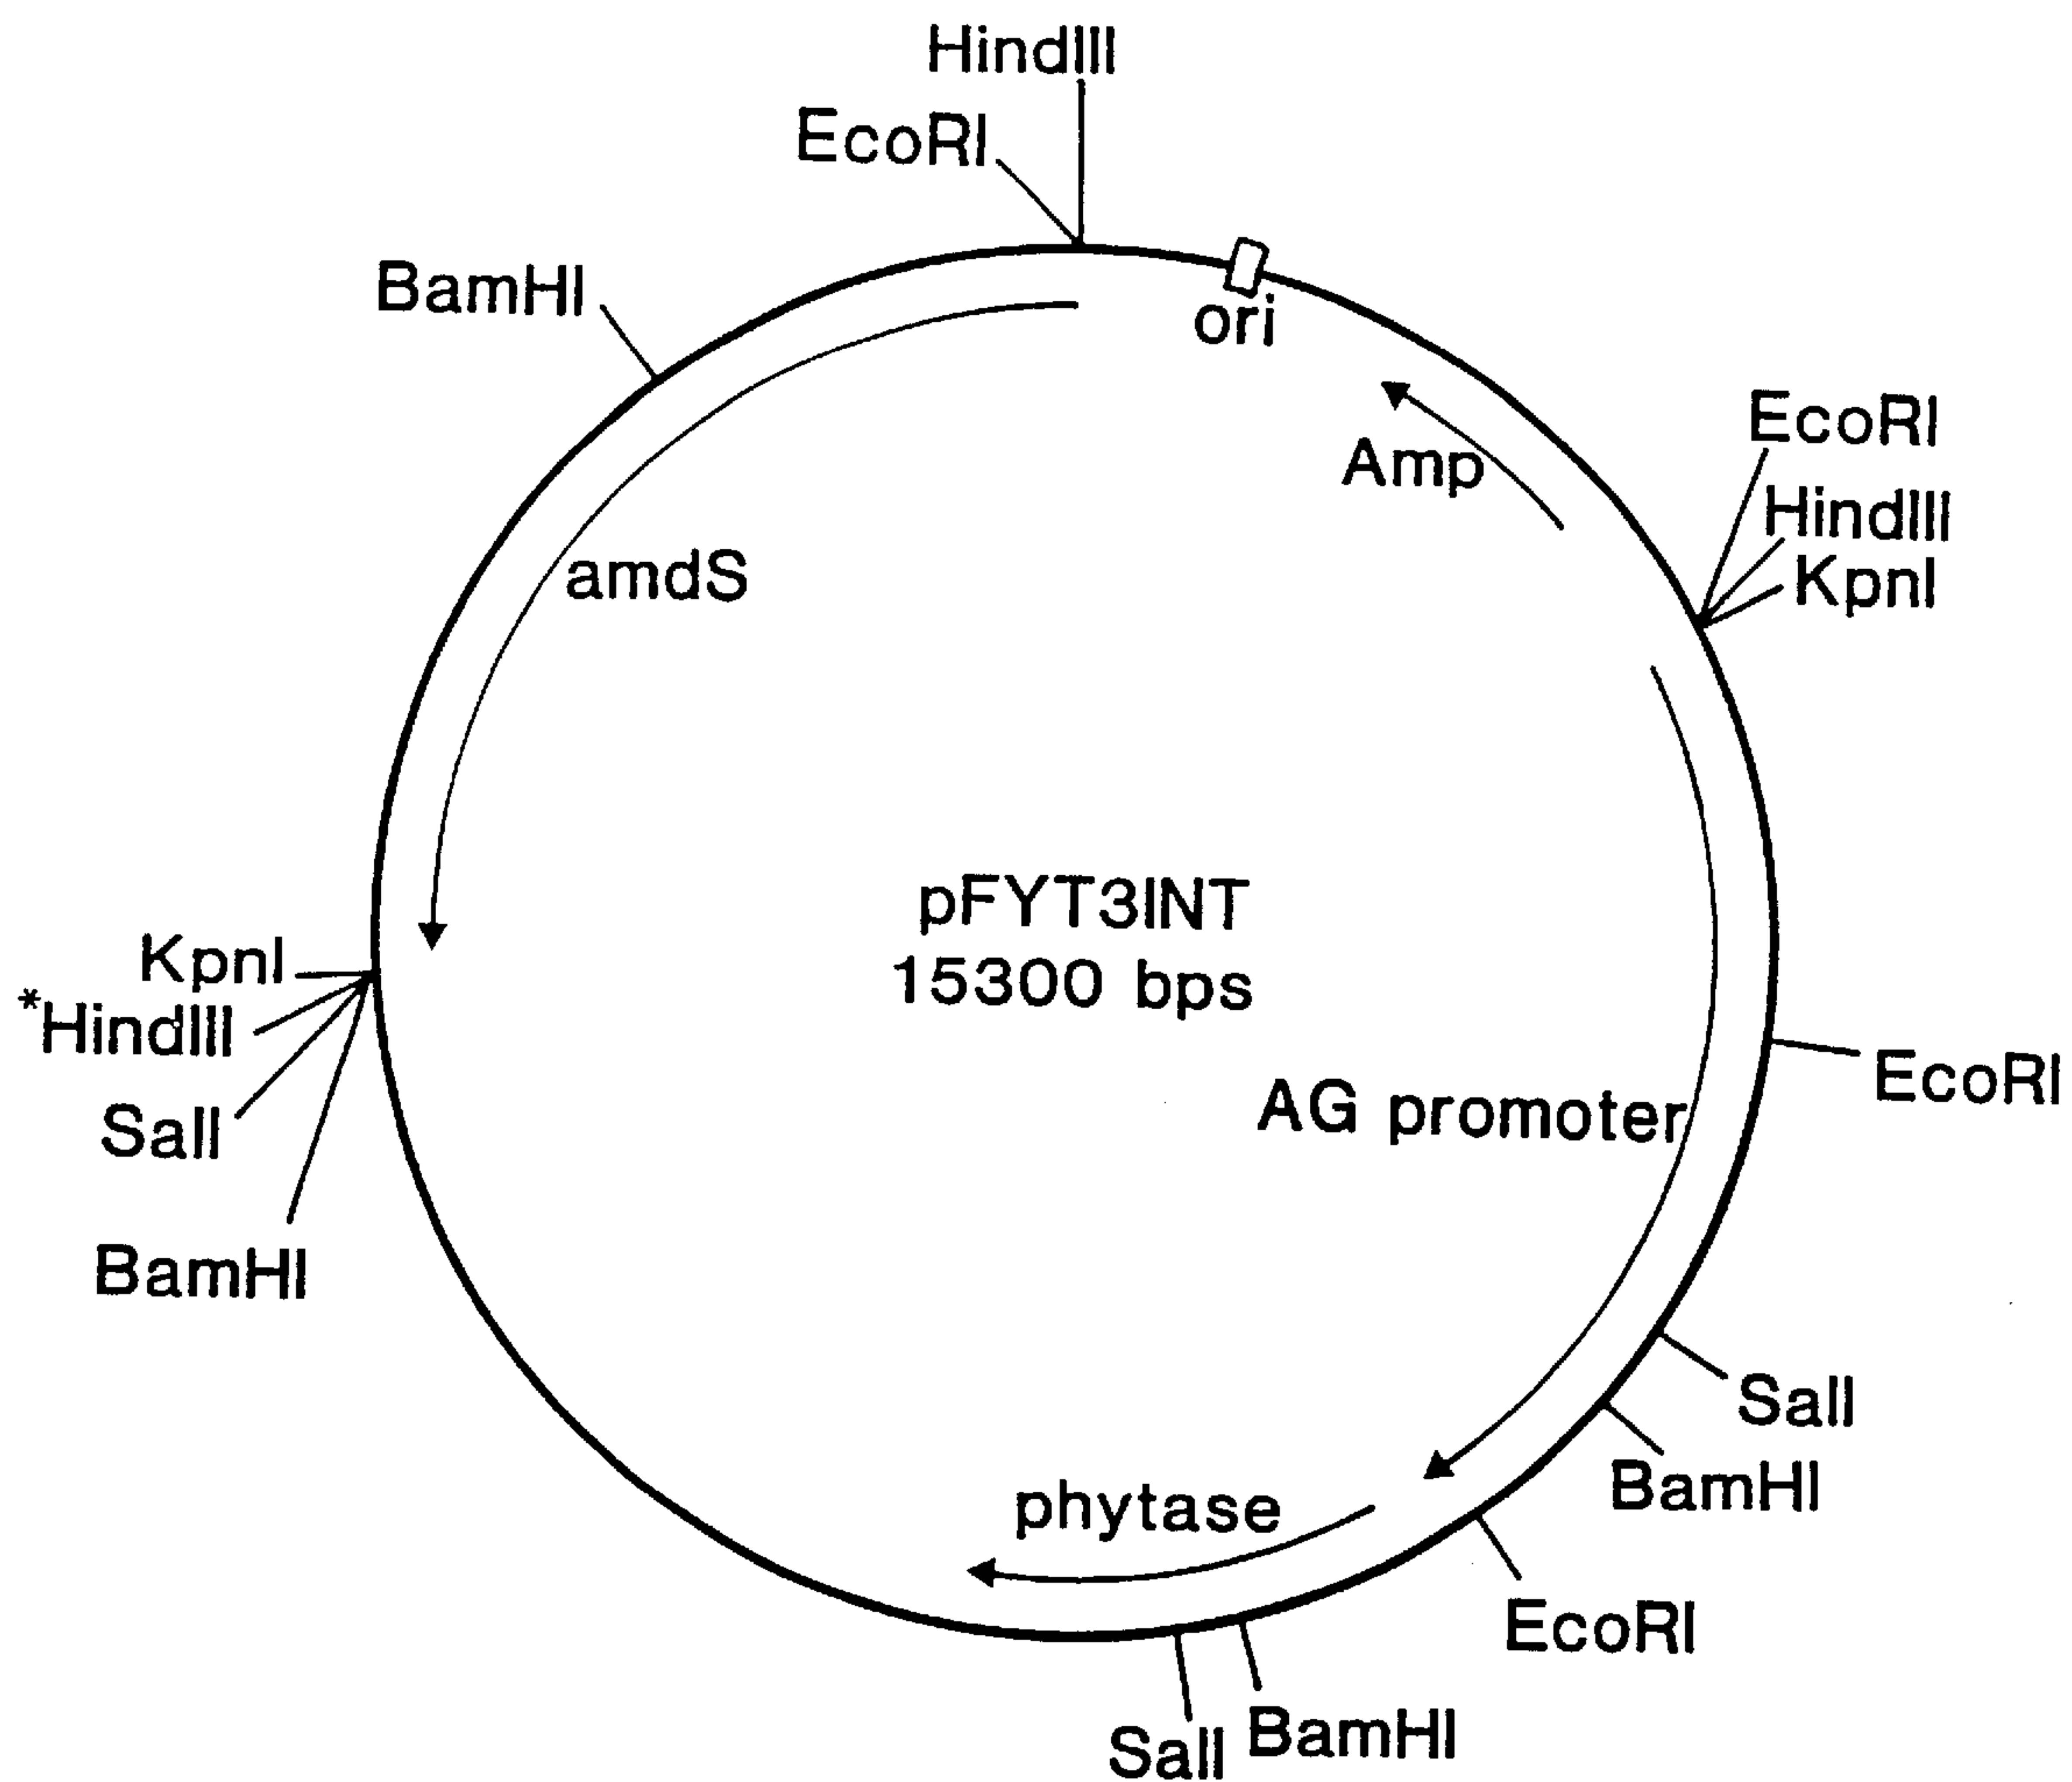 HindIII
EcoRI
BamHI
ori
EcoRI
Amp
HindIII
KpnI
amdS
pFYT3INT
15300 bps
KpnI
*HindIII
SalI
BamHI
AG promoter
EcoRI
SalI
BamHI
phytase
EcoRI
SalI
BamHI